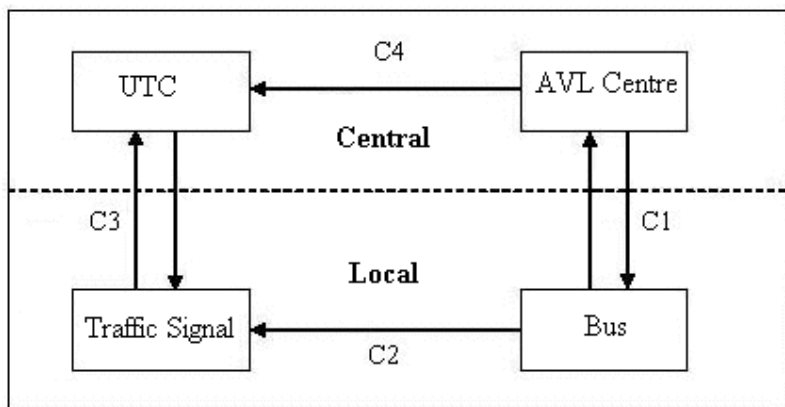 C4
UTC
AVL Centre
Central
C3
C1
Local
Traffic Signal
Bus
C2